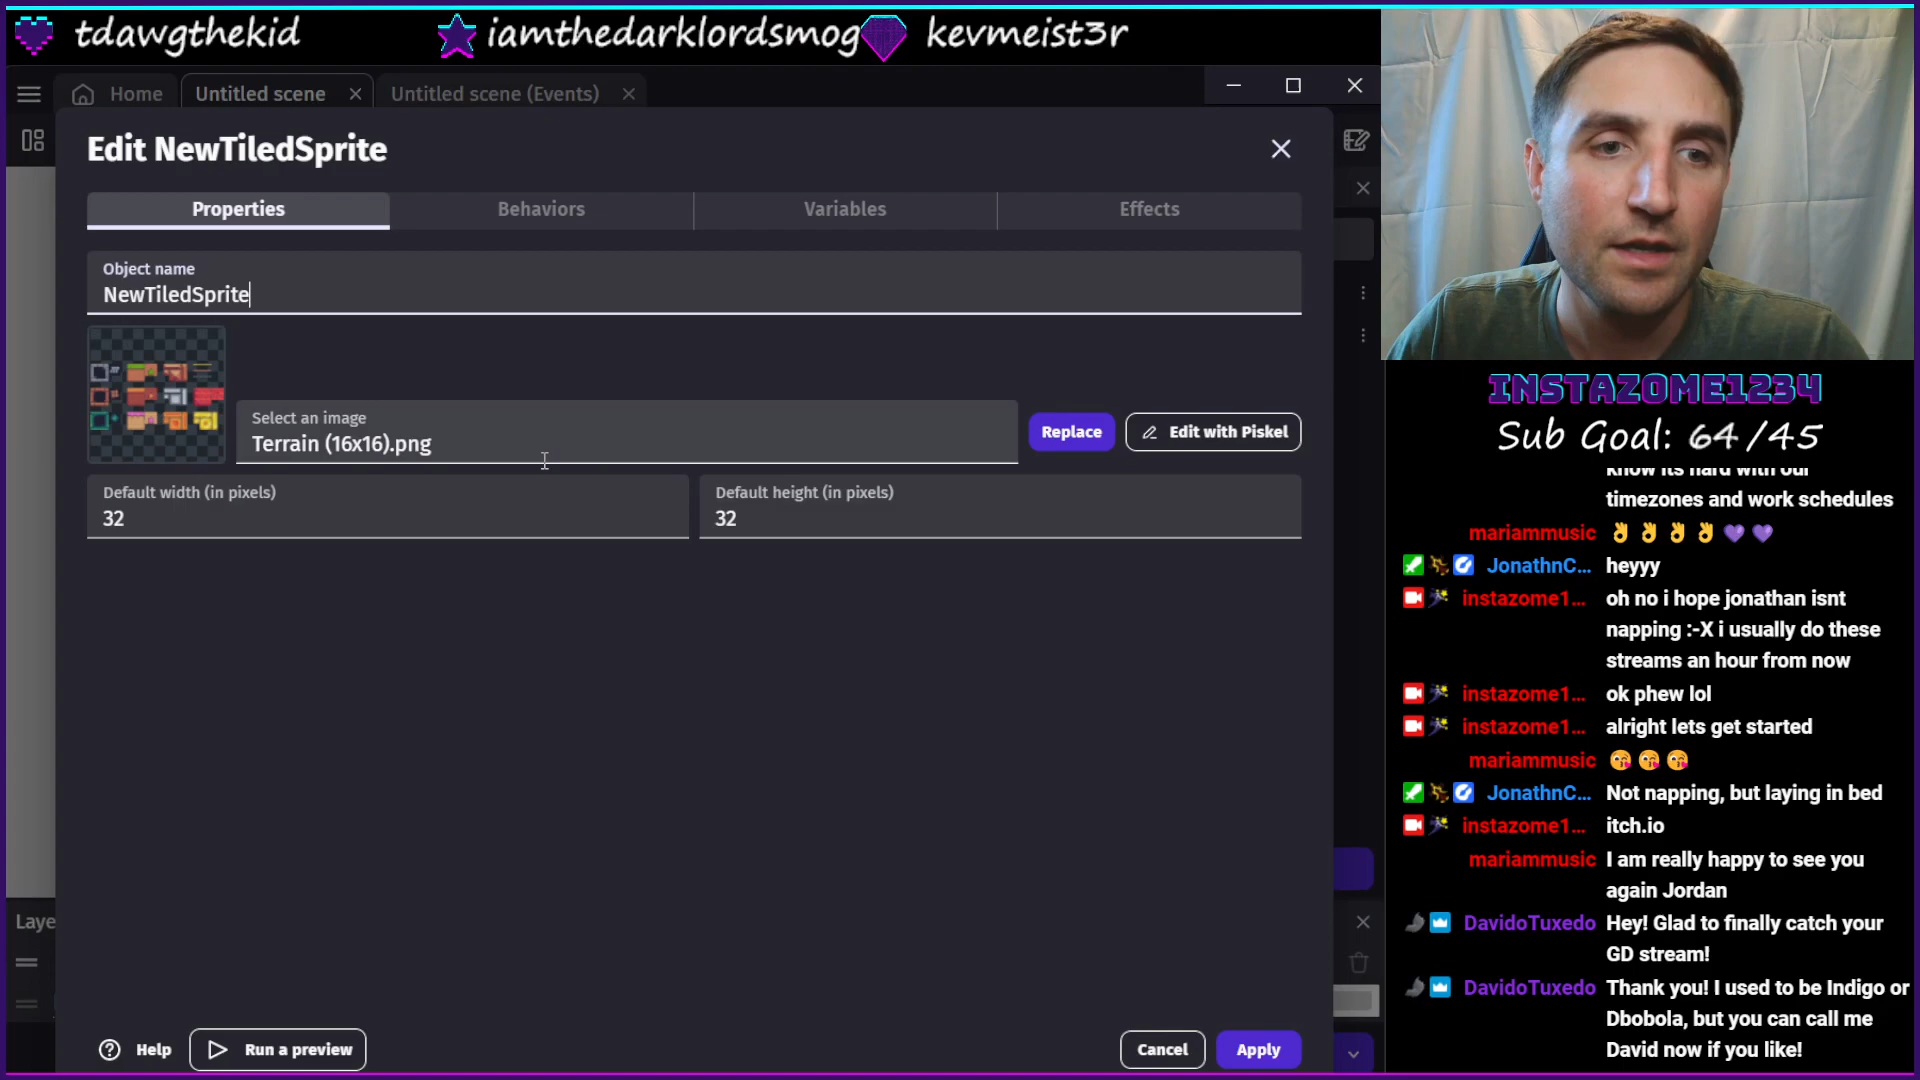 tdawgthekid iamthedarklordsmog kevmeist3r
Home Untitled scene Untitled scene (Events)
Edit NewTiledSprite
Properties Behaviors Variables Effects
Object name
NewTiledSprite
Select an image
Terrain (16x16).png
Replace Edit with Piskel
Default width (in pixels) Default height (in pixels)
32 32
Laye
Help Run a preview Cancel Apply
INSTAZOME1234
Sub Goal: 64/45
know its hard with our
timezones and work schedules
mariammusic 👌👌👌👌💜💜
JonathnC... heyyy
instazome1... oh no i hope jonathan isnt
napping :-X i usually do these
streams an hour from now
instazome1... ok phew lol
instazome1... alright lets get started
mariammusic 😘😘😘
JonathnC... Not napping, but laying in bed
instazome1... itch.io
mariammusic I am really happy to see you
again Jordan
DavidoTuxedo Hey! Glad to finally catch your
GD stream!
DavidoTuxedo Thank you! I used to be Indigo or
Dbobola, but you can call me
David now if you like!